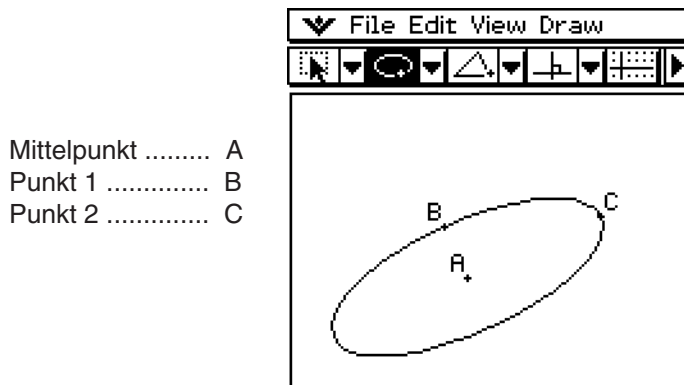 File Edit View Draw
Mittelpunkt ......... A
Punkt 1 .............. B
Punkt 2 .............. C
B
C
A